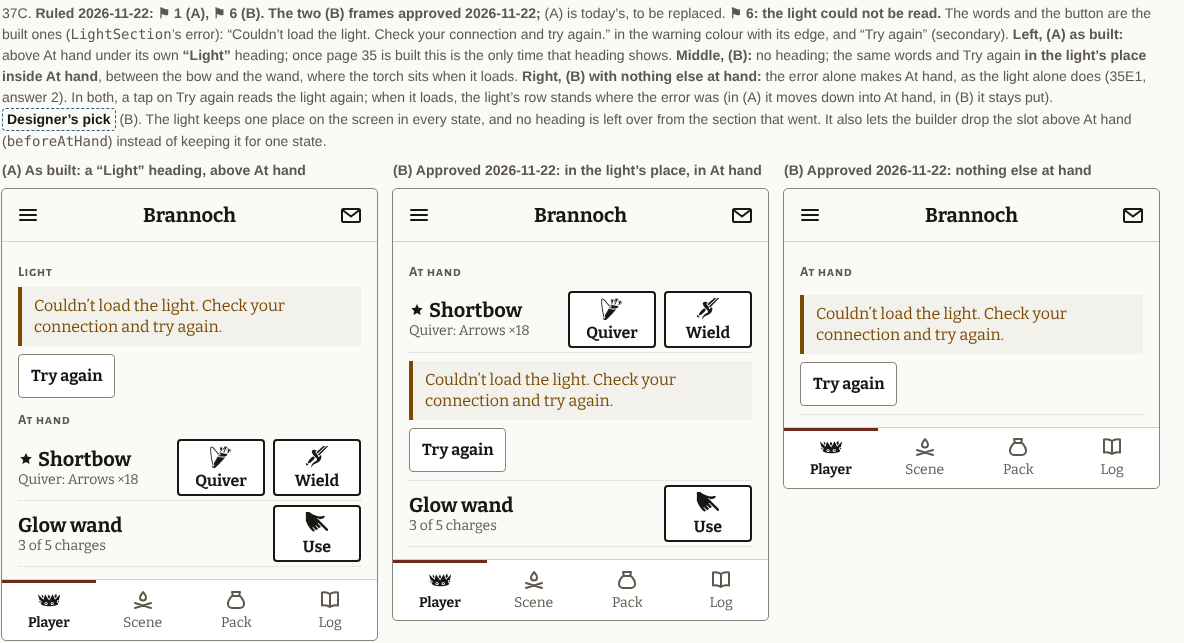 37C. Ruled 2026-11-22: ⚑ 1 (A), ⚑ 6 (B). The two (B) frames approved 2026-11-22; (A) is today's, to be replaced. ⚑ 6: the light could not be read. The words and the button are the
built ones (LightSection's error): “Couldn't load the light. Check your connection and try again.” in the warning colour with its edge, and “Try again” (secondary). Left, (A) as built:
above At hand under its own “Light” heading; once page 35 is built this is the only time that heading shows. Middle, (B): no heading; the same words and Try again in the light's place
inside At hand, between the bow and the wand, where the torch sits when it loads. Right, (B) with nothing else at hand: the error alone makes At hand, as the light alone does (35E1,
answer 2). In both, a tap on Try again reads the light again; when it loads, the light's row stands where the error was (in (A) it moves down into At hand, in (B) it stays put).
Designer's pick (B). The light keeps one place on the screen in every state, and no heading is left over from the section that went. It also lets the builder drop the slot above At hand
(beforeAtHand) instead of keeping it for one state.
(A) As built: a “Light” heading, above At hand
Brannoch
Light
Couldn't load the light. Check your
connection and try again.
Try again
At hand
Shortbow
Quiver: Arrows ×18
Quiver
Wield
Glow wand
3 of 5 charges
Use
Player
Scene
Pack
Log
(B) Approved 2026-11-22: in the light's place, in At hand
Brannoch
At hand
Shortbow
Quiver: Arrows ×18
Quiver
Wield
Couldn't load the light. Check your
connection and try again.
Try again
Glow wand
3 of 5 charges
Use
Player
Scene
Pack
Log
(B) Approved 2026-11-22: nothing else at hand
Brannoch
At hand
Couldn't load the light. Check your
connection and try again.
Try again
Player
Scene
Pack
Log